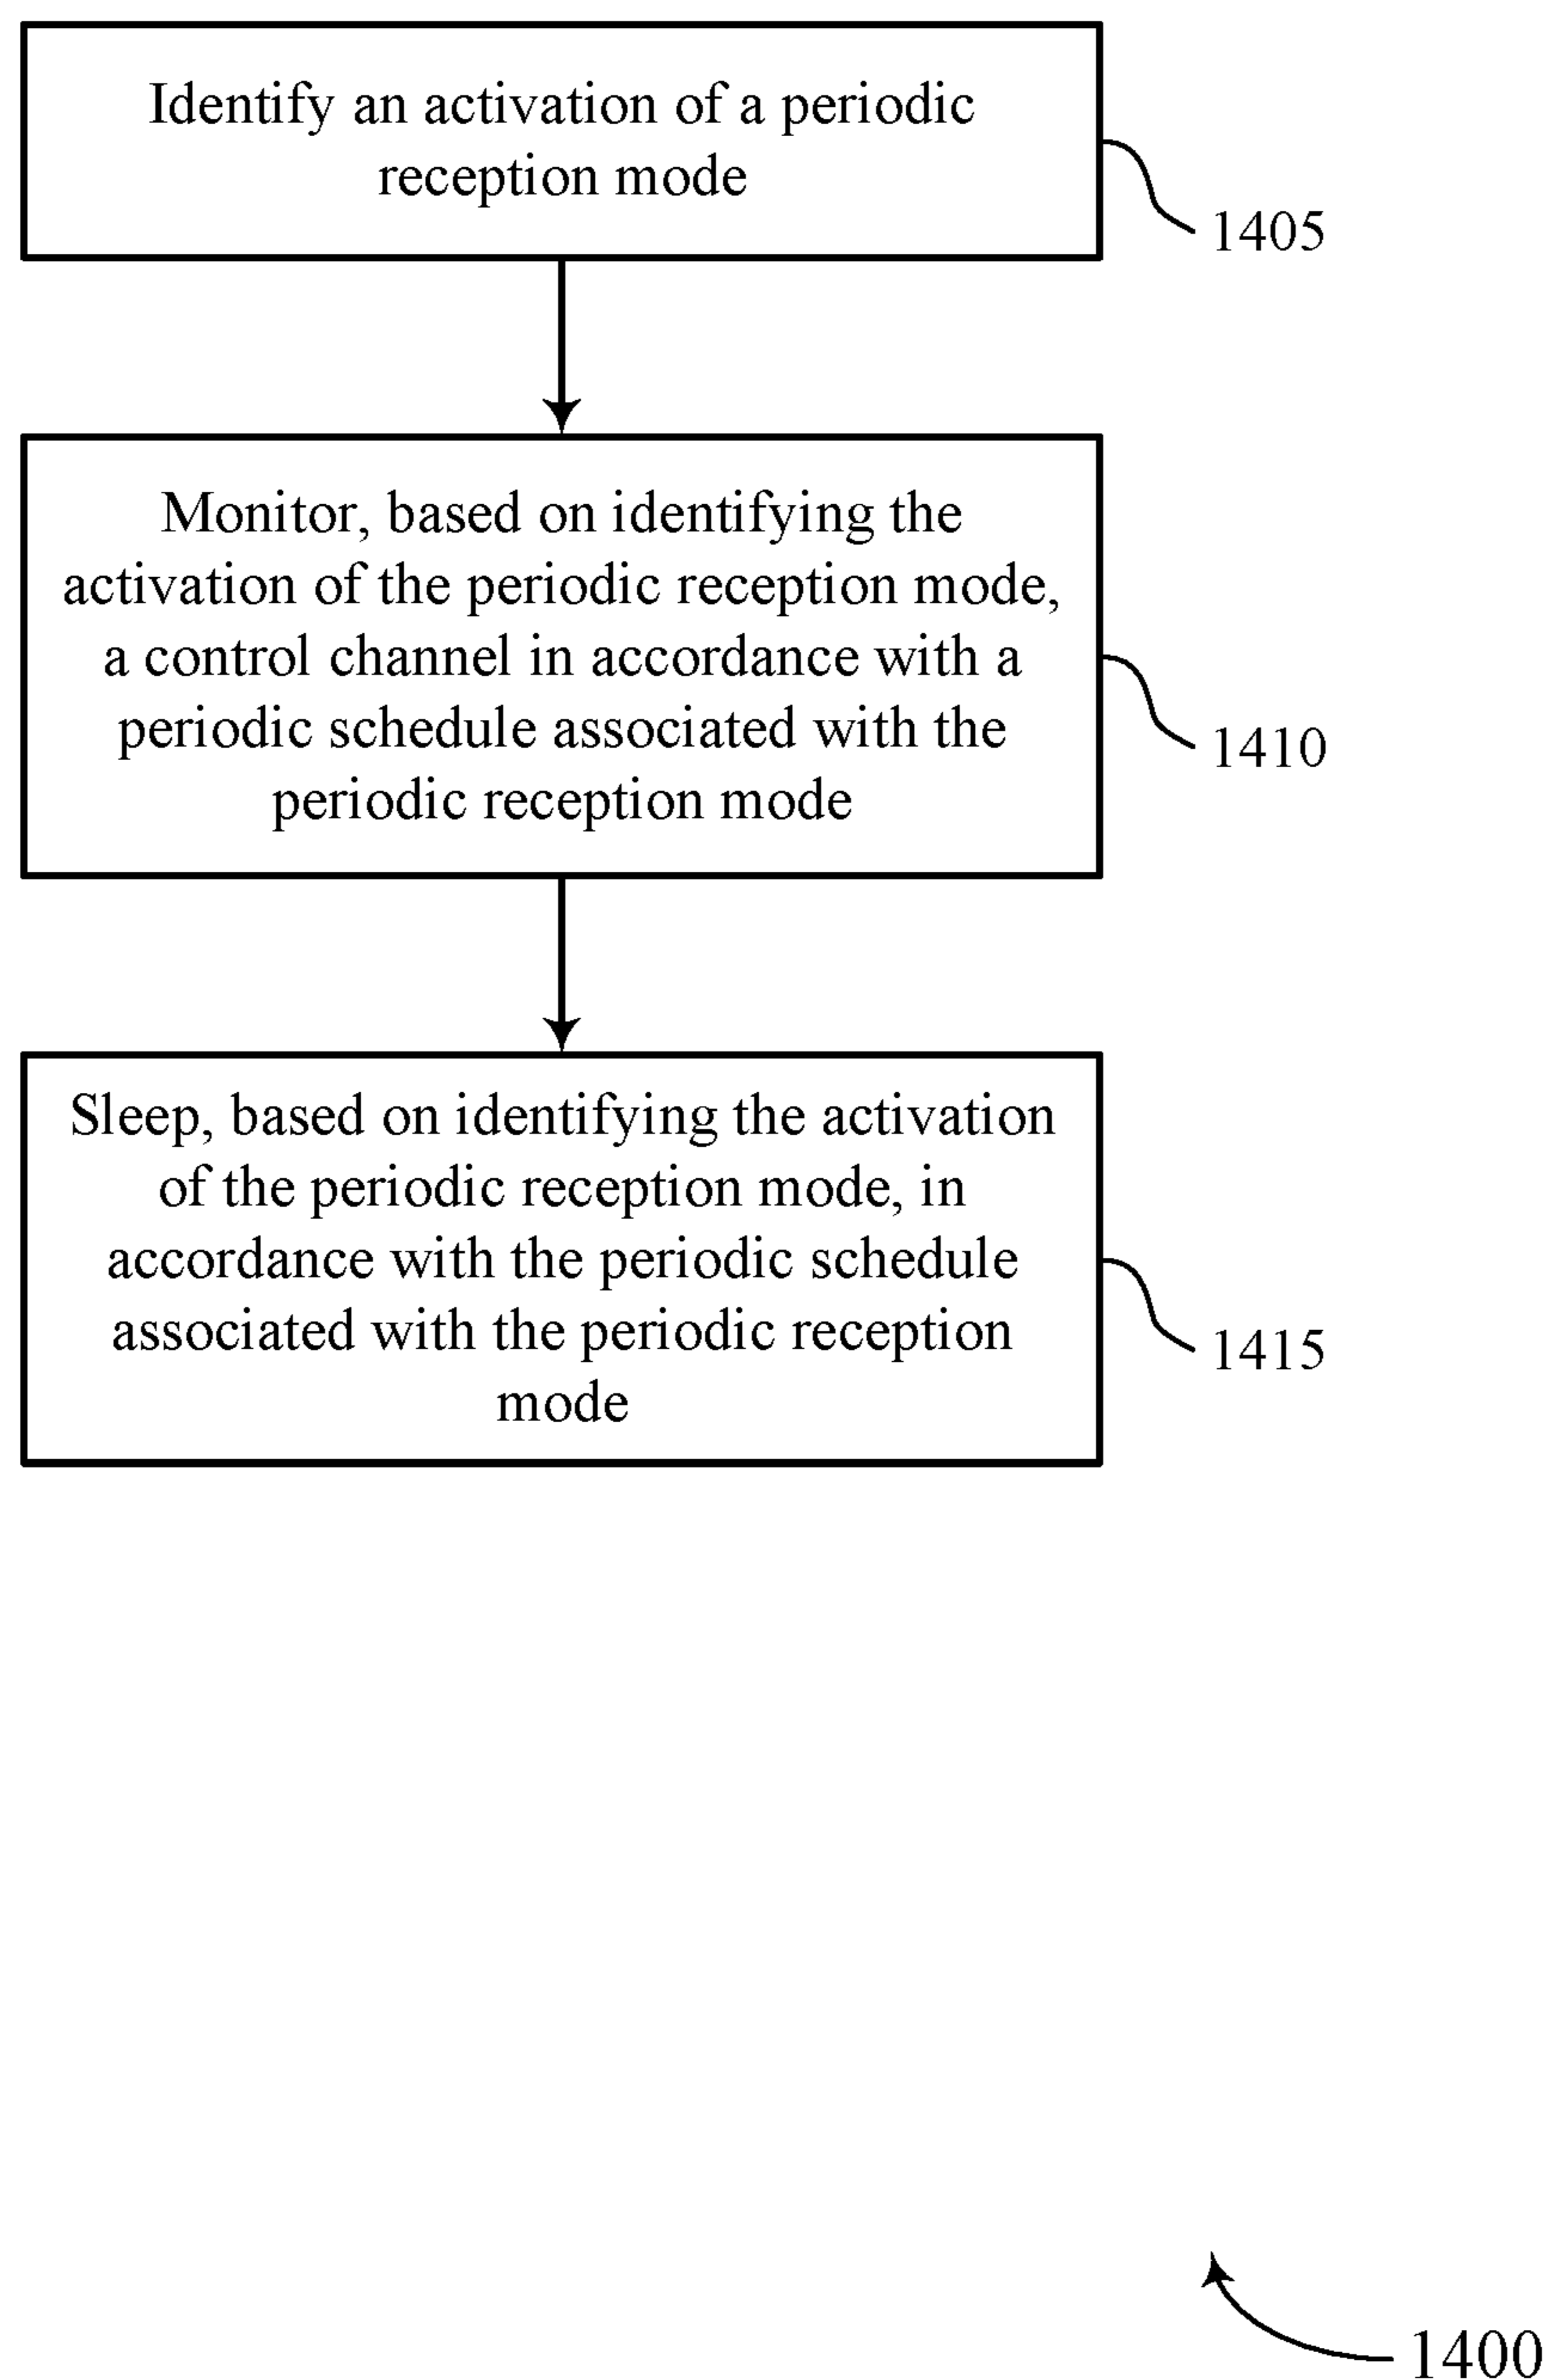 Identify an activation of a periodic
reception mode
1405
Monitor, based on identifying the
activation of the periodic reception mode,
a control channel in accordance with a
periodic schedule associated with the
periodic reception mode
1410
Sleep, based on identifying the activation
of the periodic reception mode, in
accordance with the periodic schedule
associated with the periodic reception
mode
1415
1400